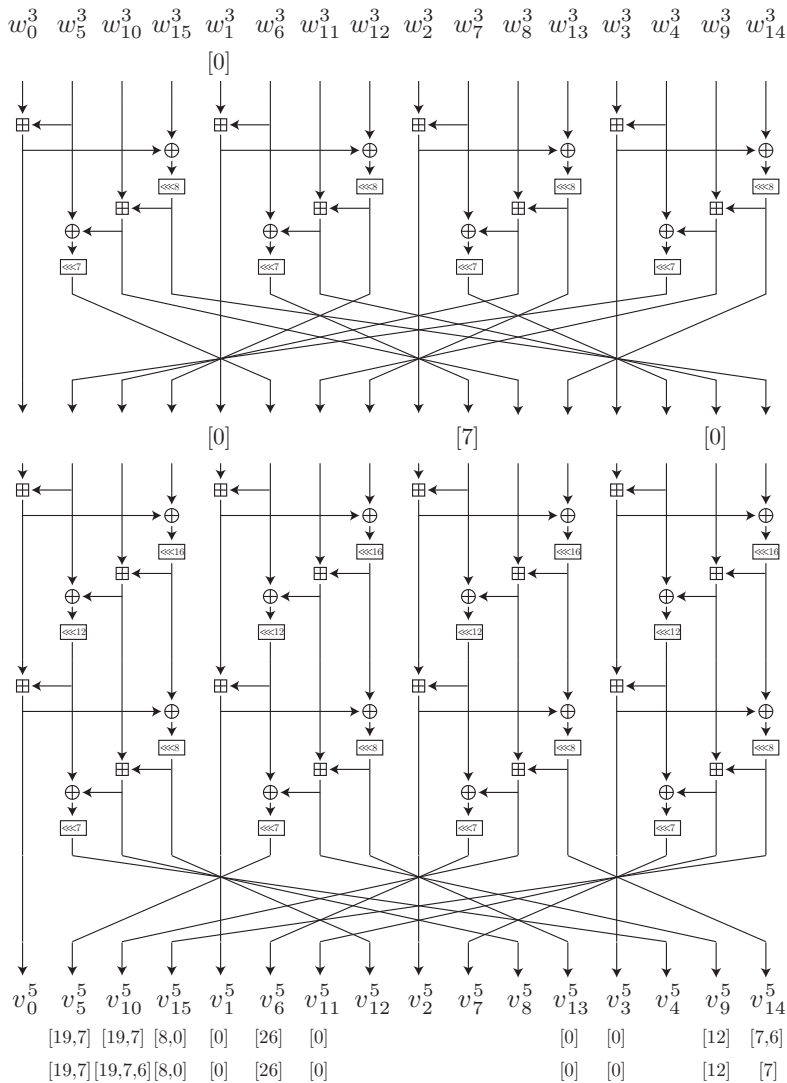 w_0^3 w_5^3 w_10^3 w_15^3 w_1^3 w_6^3 w_11^3 w_12^3 w_2^3 w_7^3 w_8^3 w_13^3 w_3^3 w_4^3 w_9^3 w_14^3
[0]
<<<8 <<<8 <<<8 <<<8
<<<7 <<<7 <<<7 <<<7
[0] [7] [0]
<<<16 <<<16 <<<16 <<<16
<<<12 <<<12 <<<12 <<<12
<<<8 <<<8 <<<8 <<<8
<<<7 <<<7 <<<7 <<<7
v_0^5 v_5^5 v_10^5 v_15^5 v_1^5 v_6^5 v_11^5 v_12^5 v_2^5 v_7^5 v_8^5 v_13^5 v_3^5 v_4^5 v_9^5 v_14^5
[19,7] [19,7] [8,0] [0] [26] [0] [0] [0] [12] [7,6]
[19,7] [19,7,6] [8,0] [0] [26] [0] [0] [0] [12] [7]